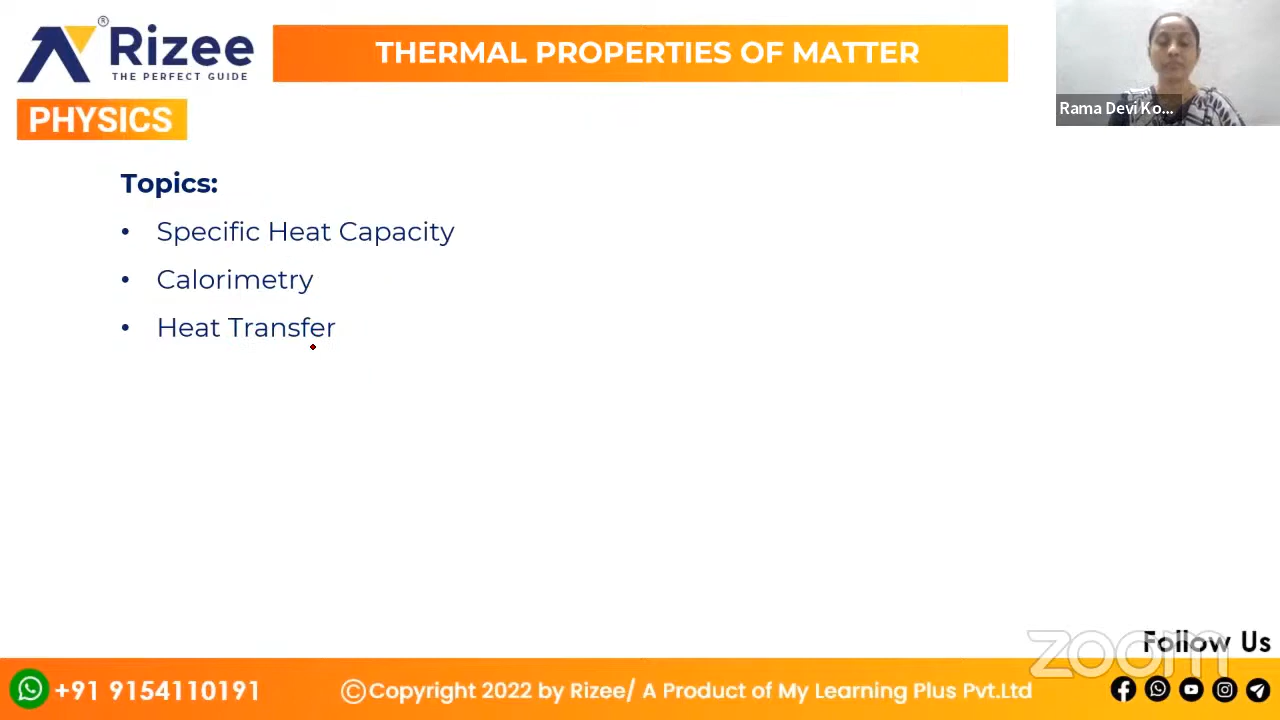 Rizee®
THE PERFECT GUIDE
THERMAL PROPERTIES OF MATTER
Rama Devi Ko...
PHYSICS
Topics:
• Specific Heat Capacity
• Calorimetry
• Heat Transfer
Follow Us
zoom
+91 9154110191
©Copyright 2022 by Rizee/ A Product of My Learning Plus Pvt.Ltd